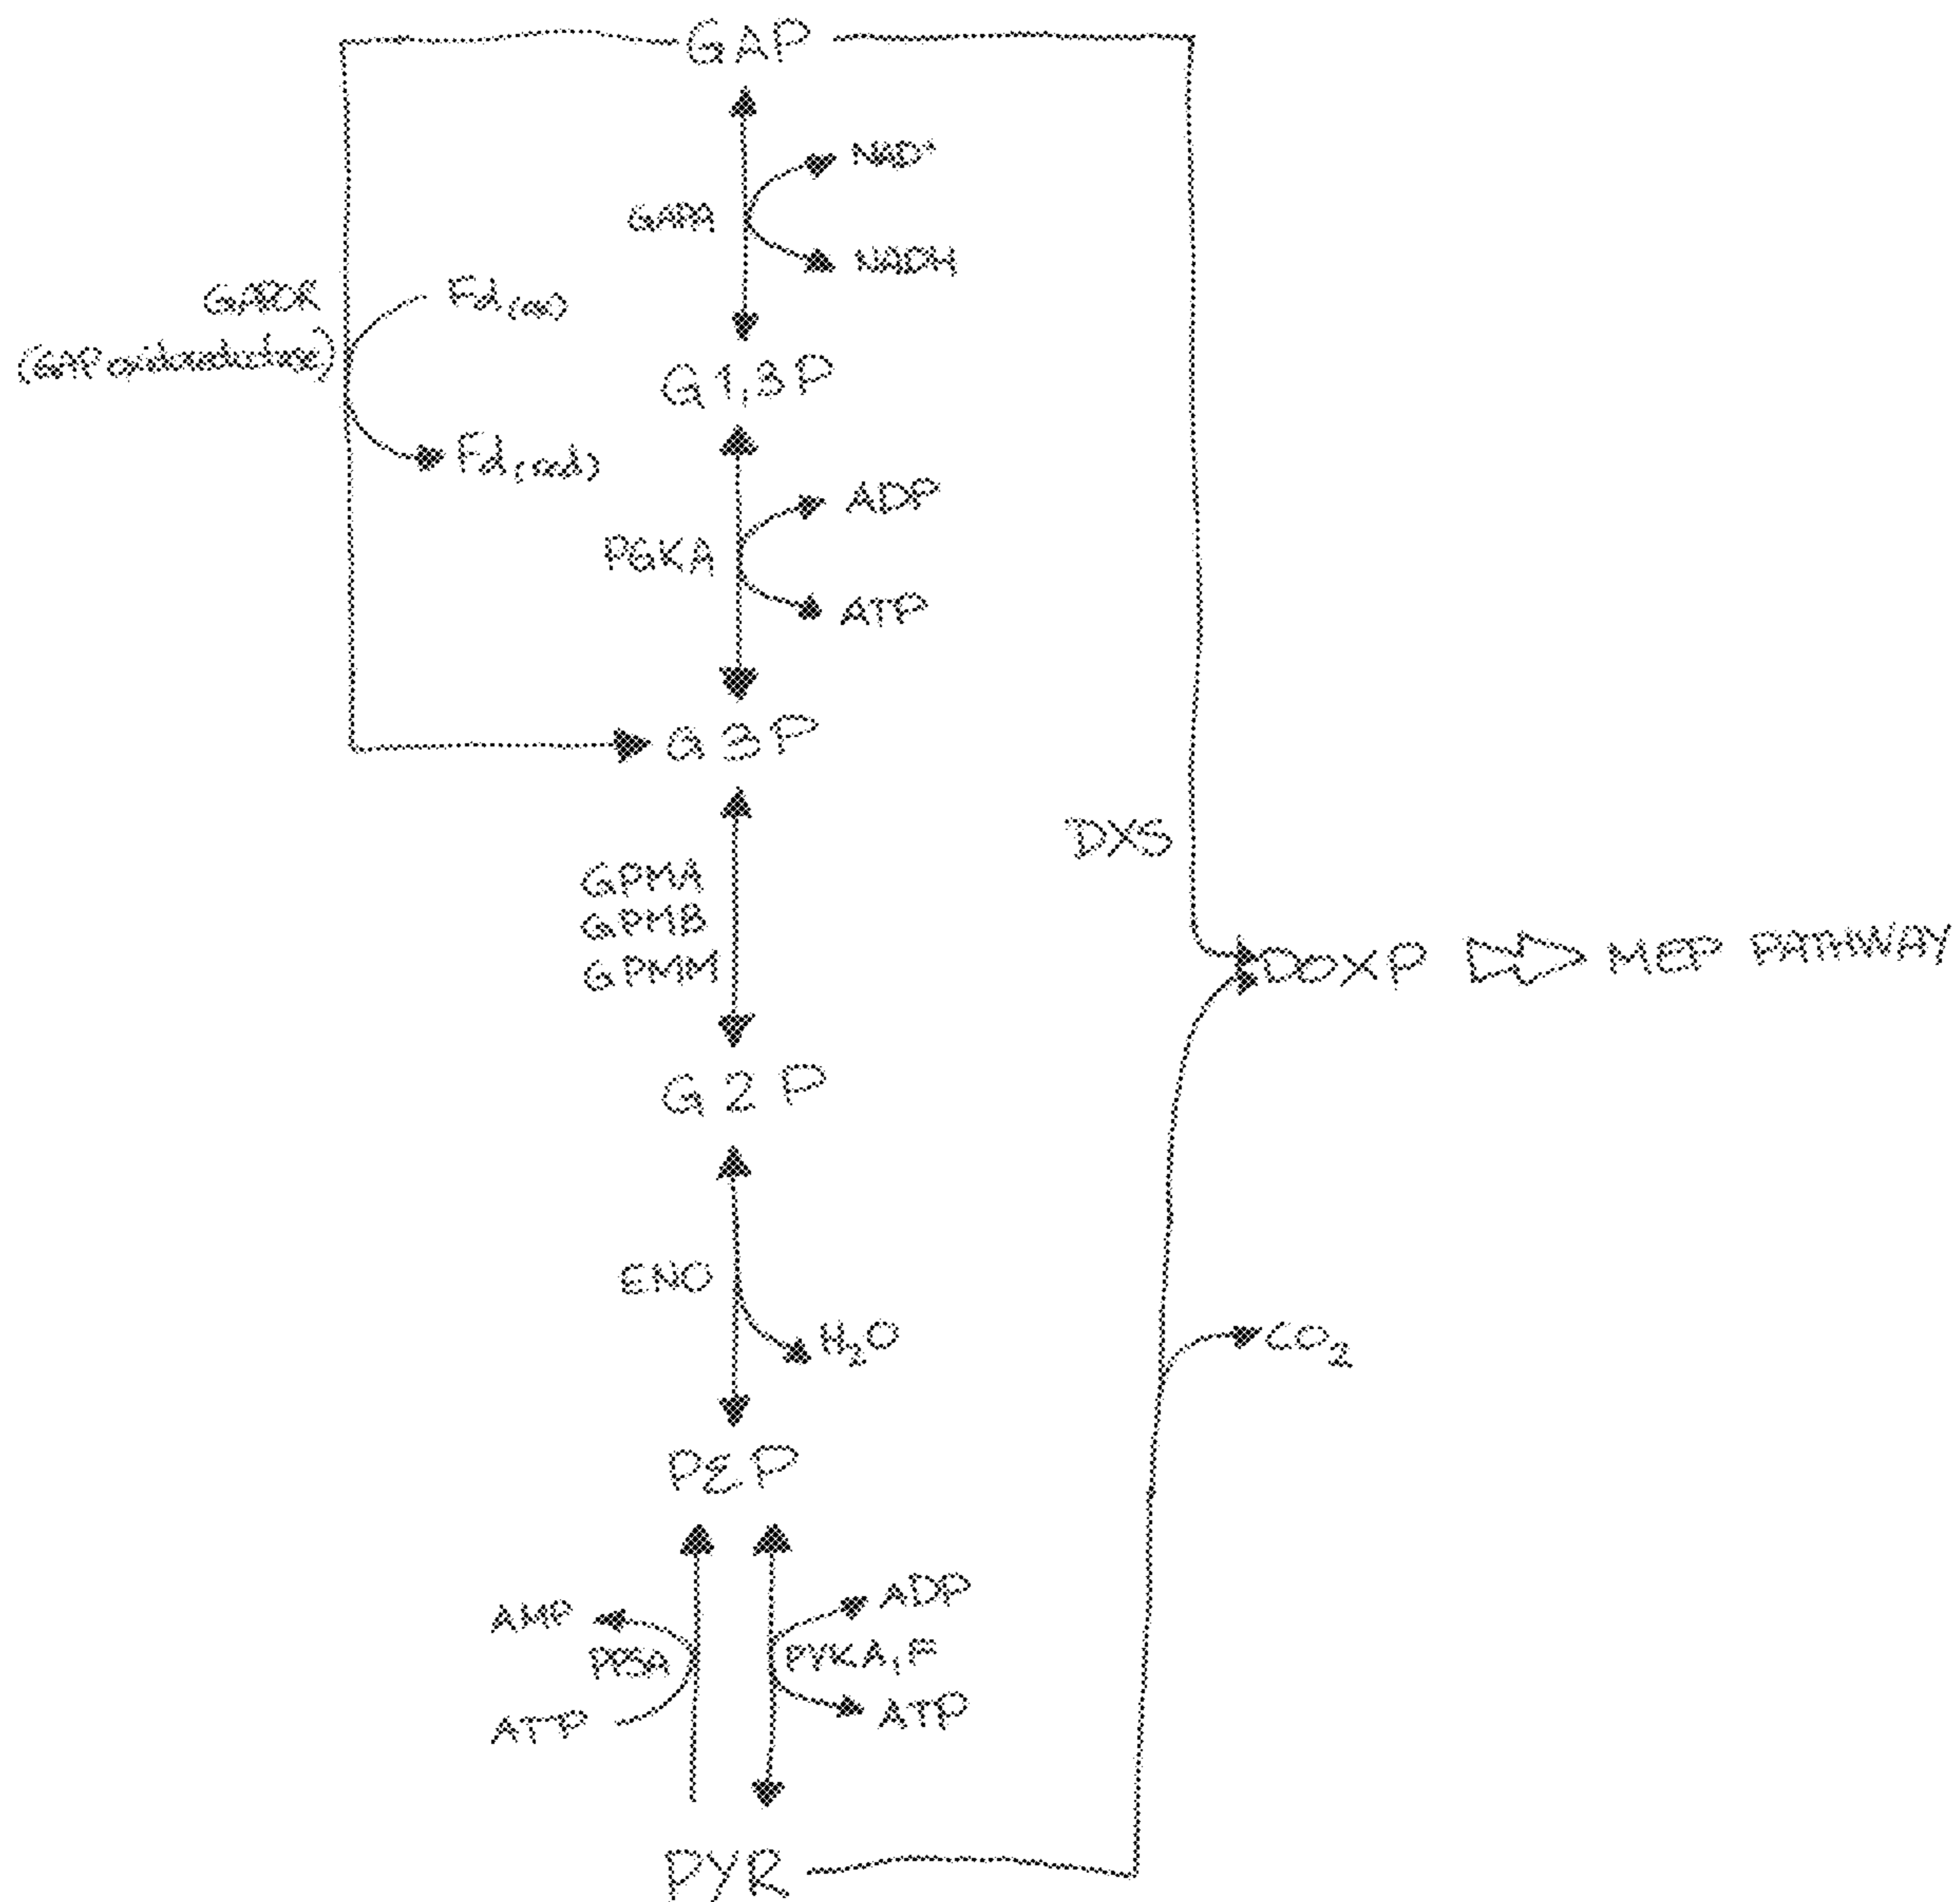 GAP
NAD+
GAPA
NADH
GAPOR
(GAP oxidoreductase)
Fd(ox)
G1,3P
Fd(red)
ADP
PGKA
ATP
G3P
DXS
GPMA
GPMB
GPMM
DOXP
MEP PATHWAY
G2P
ENO
H2O
CO2
PEP
AMP
ADP
PPSA
PYKA,F
ATP
ATP
PYR